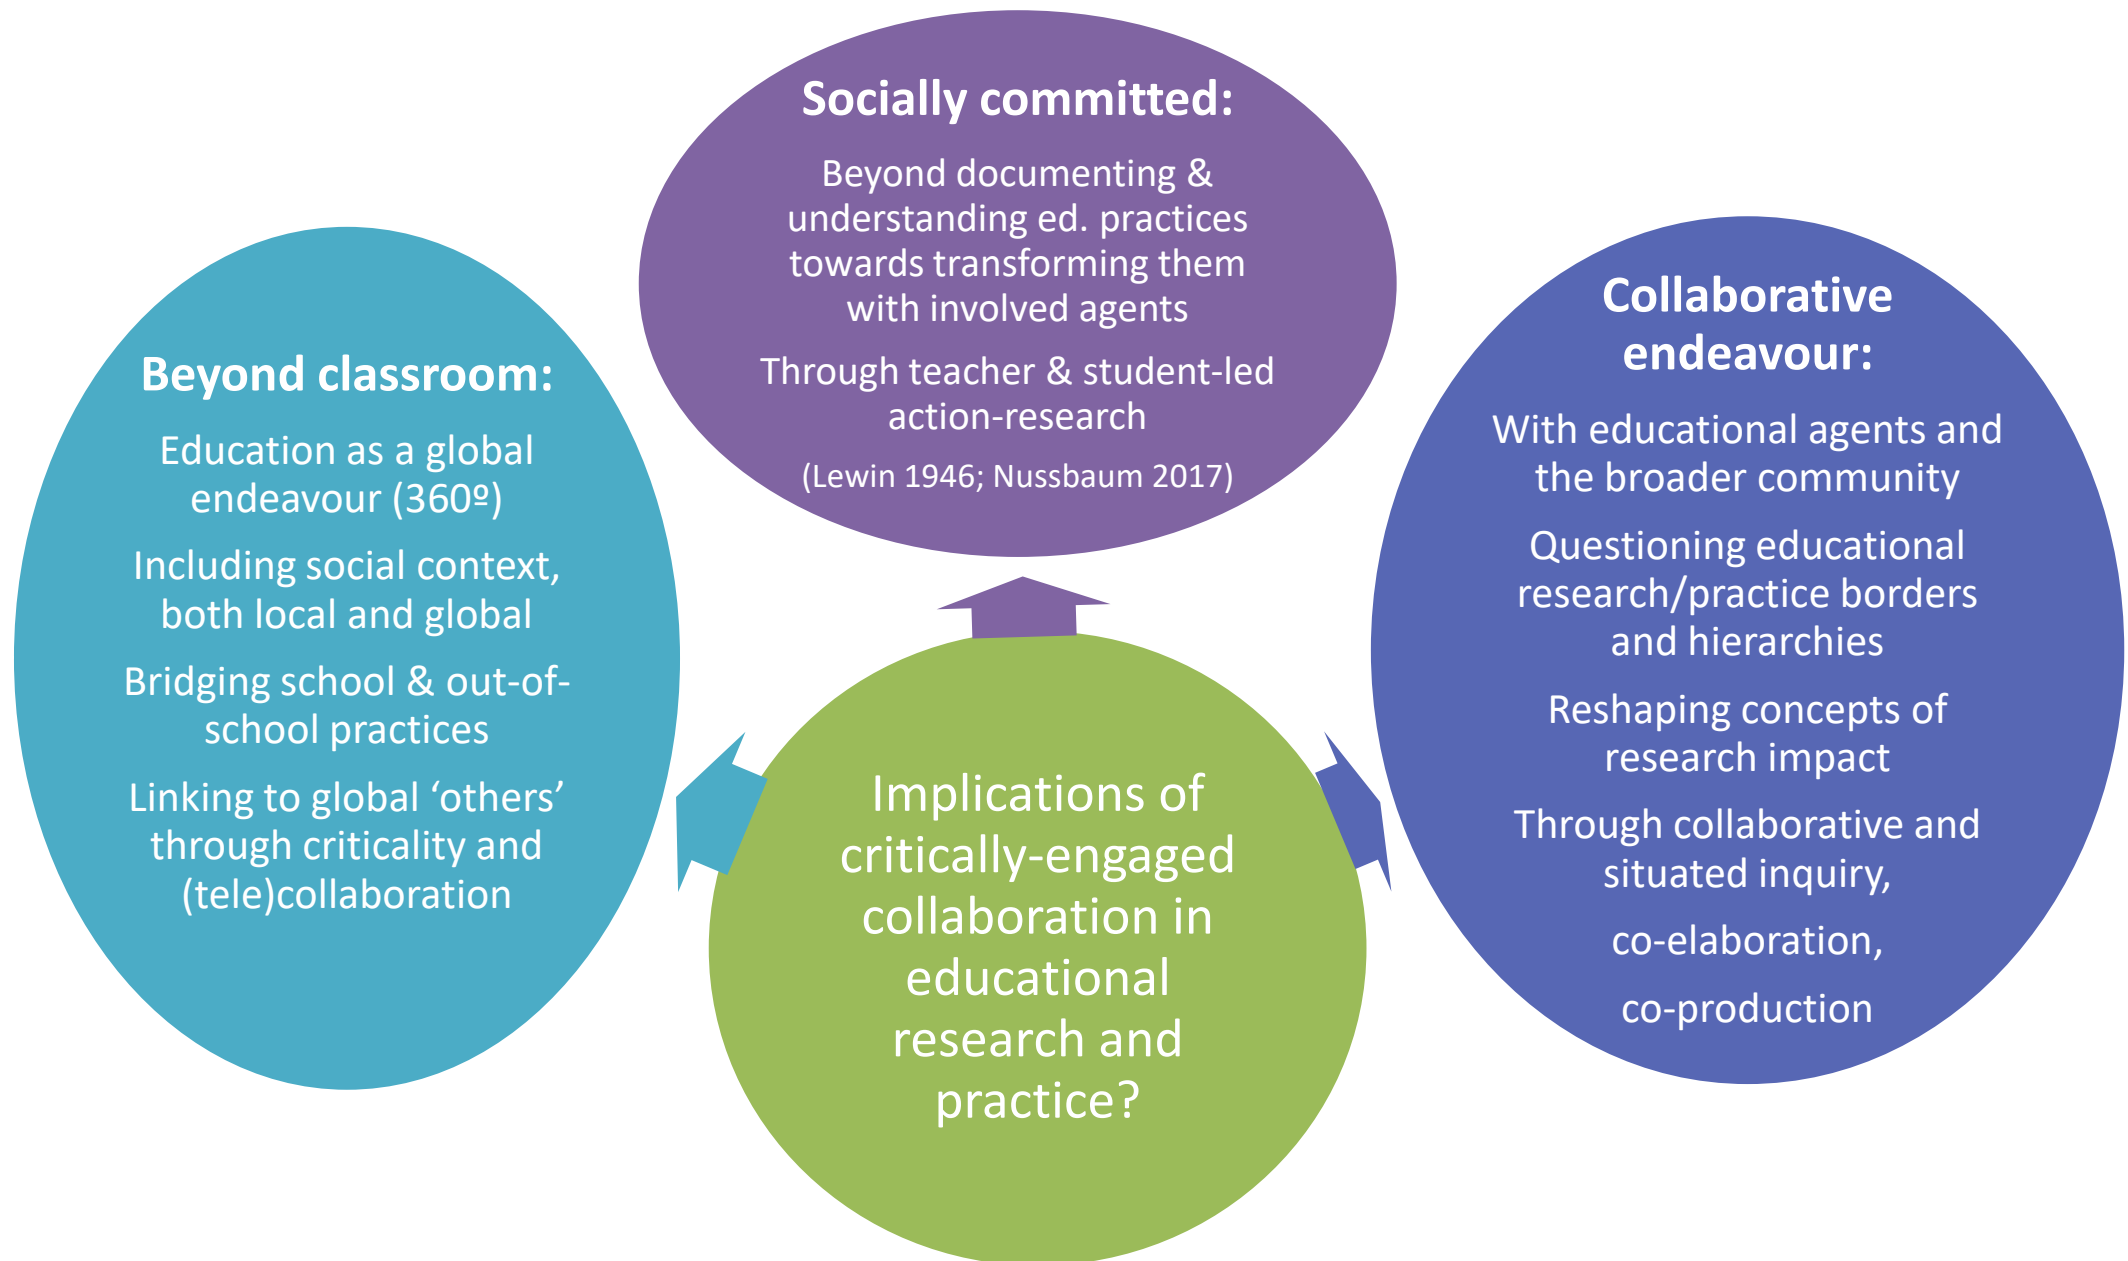 Socially committed:
Beyond documenting &
understanding ed. practices
towards transforming them
with involved agents
Through teacher & student-led
action-research
(Lewin 1946; Nussbaum 2017)
Beyond classroom:
Education as a global
endeavour (360º)
Including social context,
both local and global
Bridging school & out-of-
school practices
Linking to global ‘others’
through criticality and
(tele)collaboration
Collaborative
endeavour:
With educational agents and
the broader community
Questioning educational
research/practice borders
and hierarchies
Reshaping concepts of
research impact
Through collaborative and
situated inquiry,
co-elaboration,
co-production
Implications of
critically-engaged
collaboration in
educational
research and
practice?